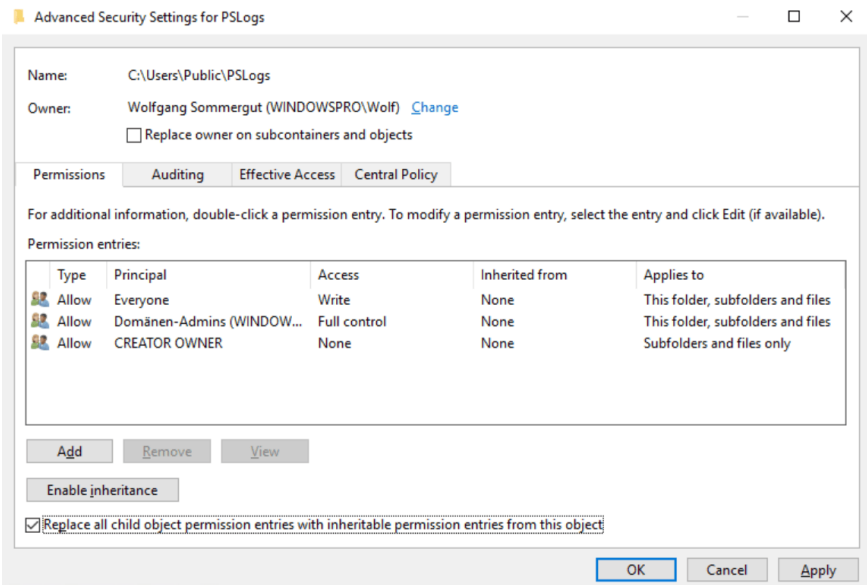 Advanced Security Settings for PSLogs
Name: C:\Users\Public\PSLogs
Owner: Wolfgang Sommergut (WINDOWSPRO\Wolf) Change
Replace owner on subcontainers and objects
Permissions Auditing Effective Access Central Policy
For additional information, double-click a permission entry. To modify a permission entry, select the entry and click Edit (if available).
Permission entries:
Type Principal Access Inherited from Applies to
Allow Everyone Write None This folder, subfolders and files
Allow Domänen-Admins (WINDOW... Full control None This folder, subfolders and files
Allow CREATOR OWNER None None Subfolders and files only
Add Remove View
Enable inheritance
Replace all child object permission entries with inheritable permission entries from this object
OK Cancel Apply